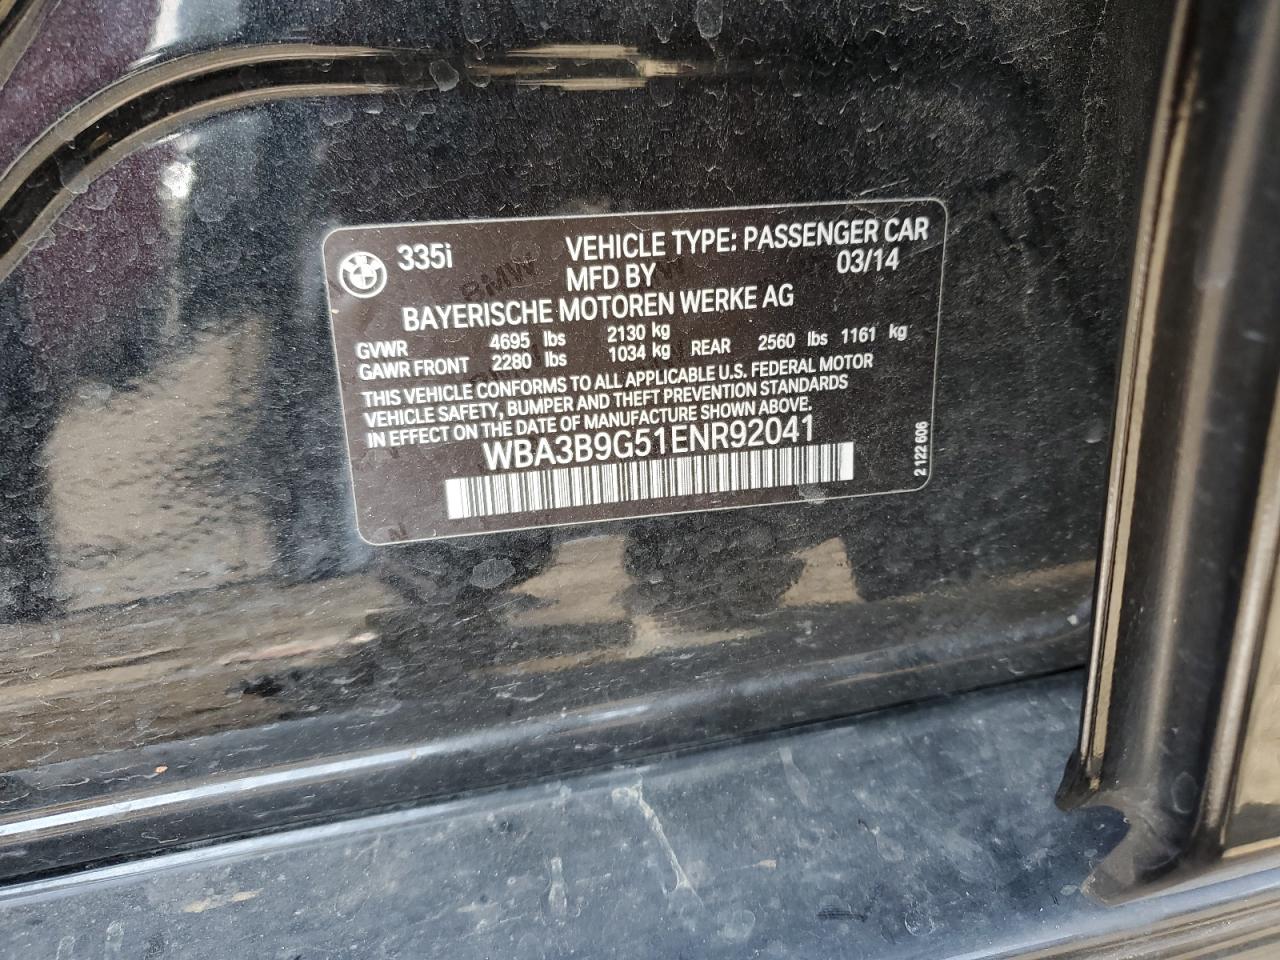 335i VEHICLE TYPE: PASSENGER CAR
MFD BY 03/14
BAYERISCHE MOTOREN WERKE AG
GVWR 4695 lbs 2130 kg
GAWR FRONT 2280 lbs 1034 kg REAR 2560 lbs 1161 kg
THIS VEHICLE CONFORMS TO ALL APPLICABLE U.S. FEDERAL MOTOR
VEHICLE SAFETY, BUMPER AND THEFT PREVENTION STANDARDS
IN EFFECT ON THE DATE OF MANUFACTURE SHOWN ABOVE.
WBA3B9G51ENR92041
2 122 606